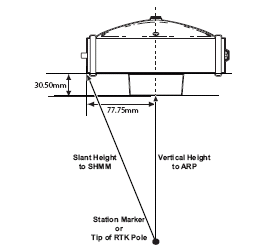 30.50mm
77.75mm
Slant Height
to SHMM
Vertical Height
to ARP
Station Marker
or
Tip of RTK Pole